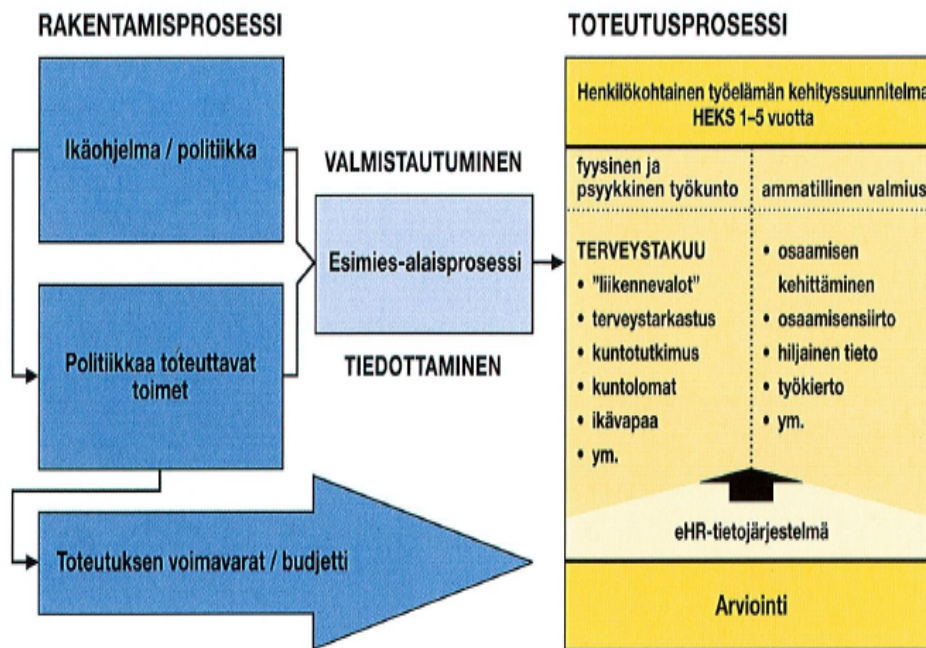 RAKENTAMISPROSESSI
Ikäohjelma / politiikka
Politiikkaa toteuttavat
toimet
Toteutuksen voimavarat / budjetti
VALMISTAUTUMINEN
Esimies-alaisprosessi
TIEDOTTAMINEN
TOTEUTUSPROSESSI
Henkilökohtainen työelämän kehityssuunnitelma
HEKS 1–5 vuotta
fyysinen ja
psyykkinen työkunto
TERVEYSTAKUU
• "liikennevalot"
• terveystarkastus
• kuntotutkimus
• kuntolomat
• ikävapaa
• ym.
ammatillinen valmius
• osaamisen
kehittäminen
• osaamisensiirto
• hiljainen tieto
• työkierto
• ym.
eHR-tietojärjestelmä
Arviointi